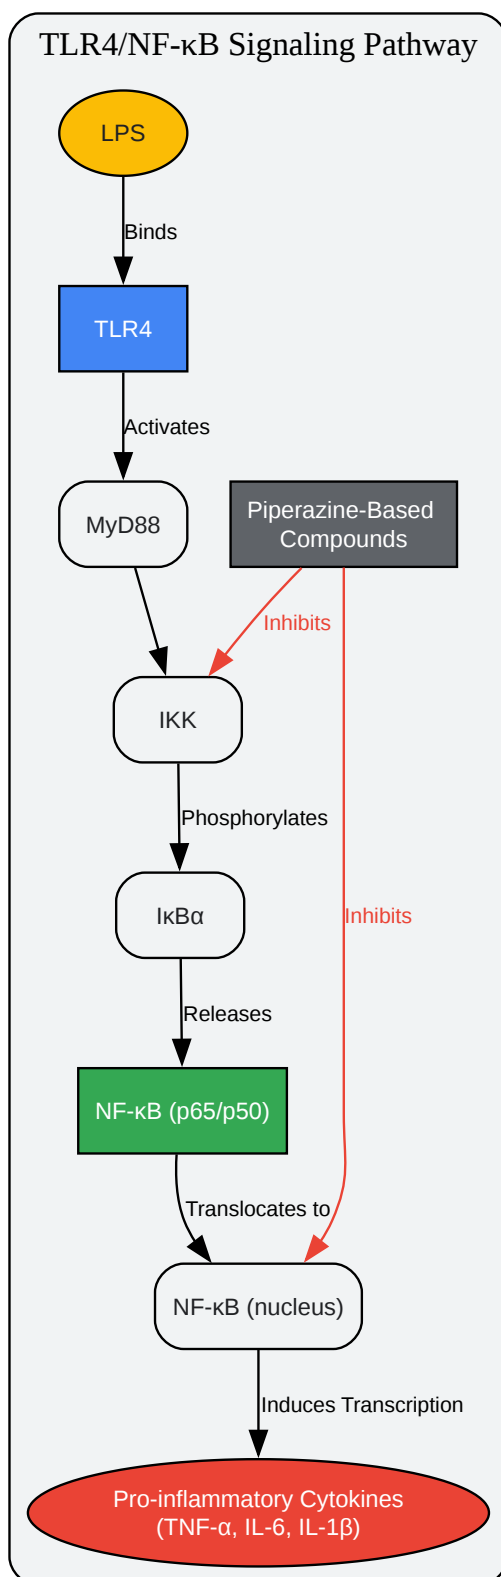 TLR4/NF-κB Signaling Pathway
LPS
Binds
TLR4
Activates
MyD88
Piperazine-Based
Compounds
Inhibits
IKK
Phosphorylates
IκBα
Inhibits
Releases
NF-κB (p65/p50)
Translocates to
NF-κB (nucleus)
Induces Transcription
Pro-inflammatory Cytokines
(TNF-α, IL-6, IL-1β)